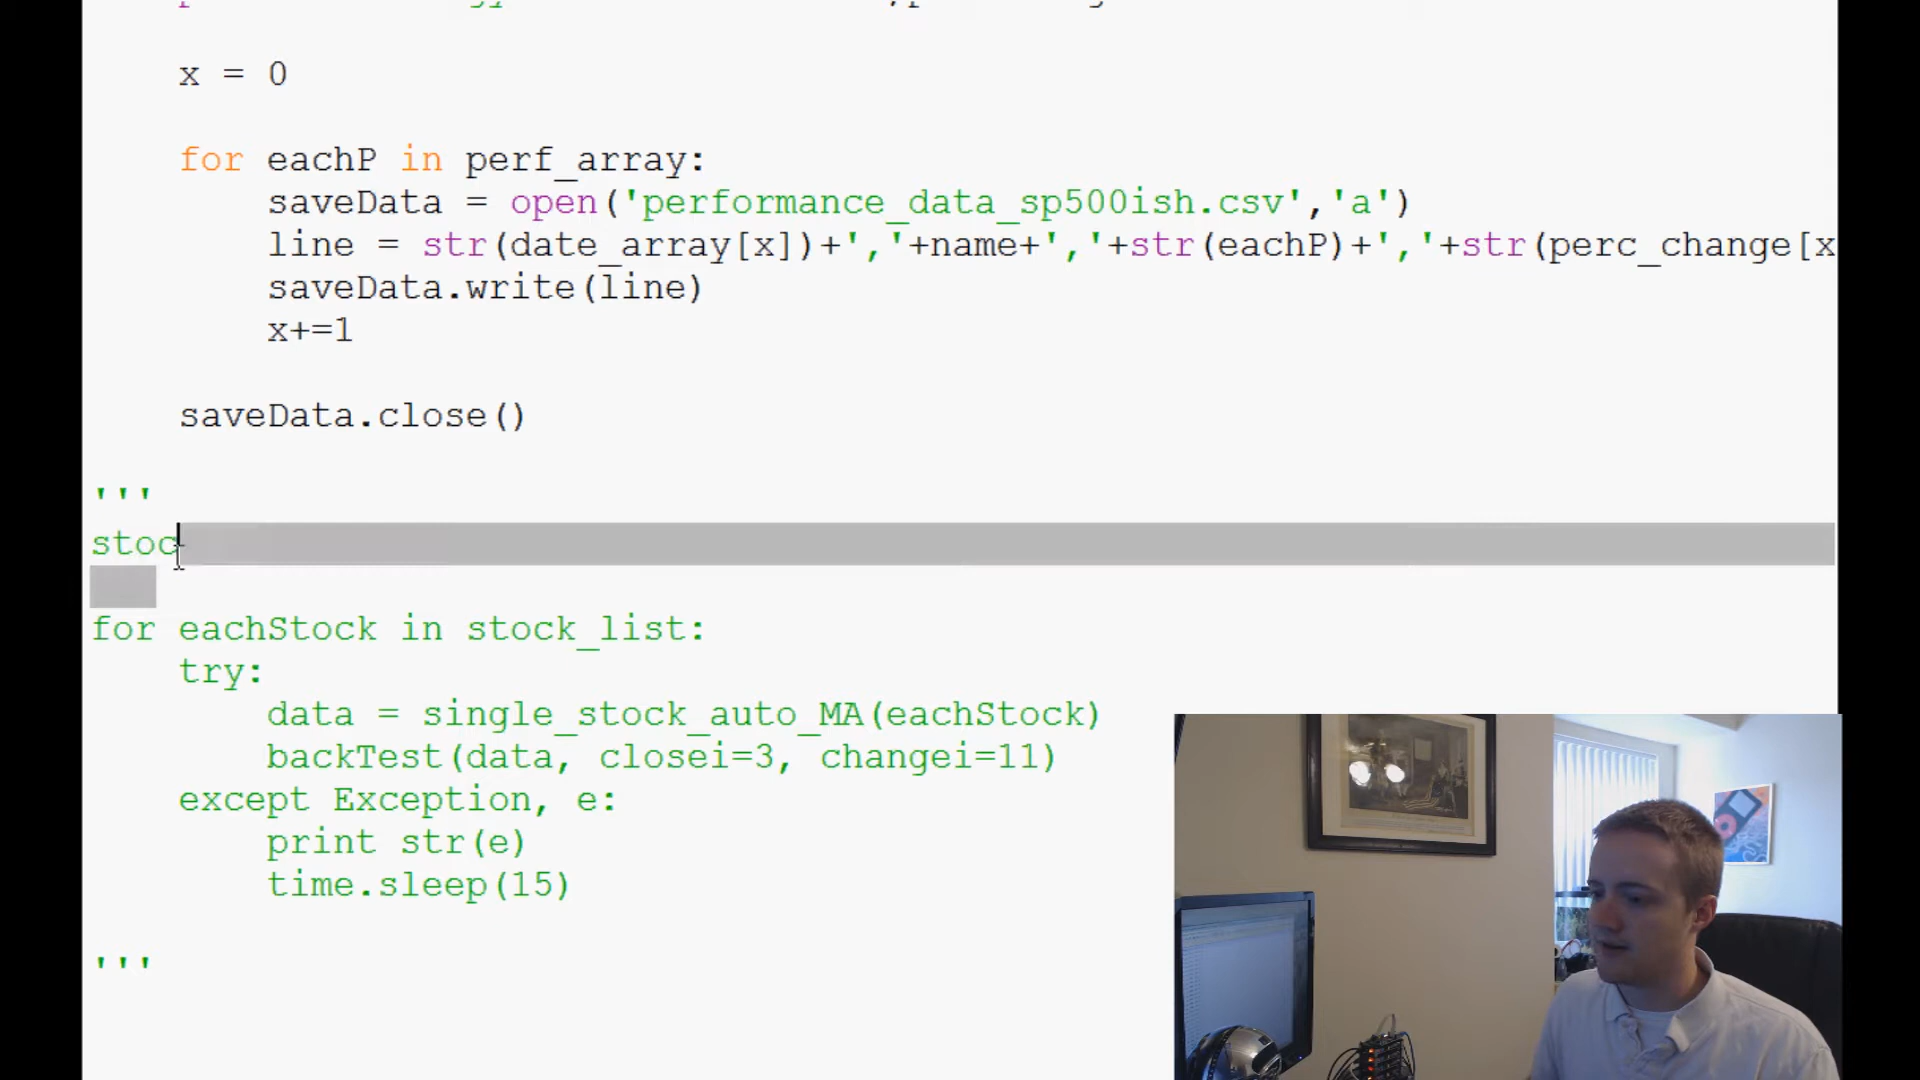 x = 0
for eachP in perf_array:
saveData = open('performance_data_sp500ish.csv','a')
line = str(date_array[x])+','+name+','+str(eachP)+','+str(perc_change[x
saveData.write(line)
x+=1
saveData.close()
'''
stoc
for eachStock in stock_list:
try:
data = single_stock_auto_MA(eachStock)
backTest(data, closei=3, changei=11)
except Exception, e:
print str(e)
time.sleep(15)
'''